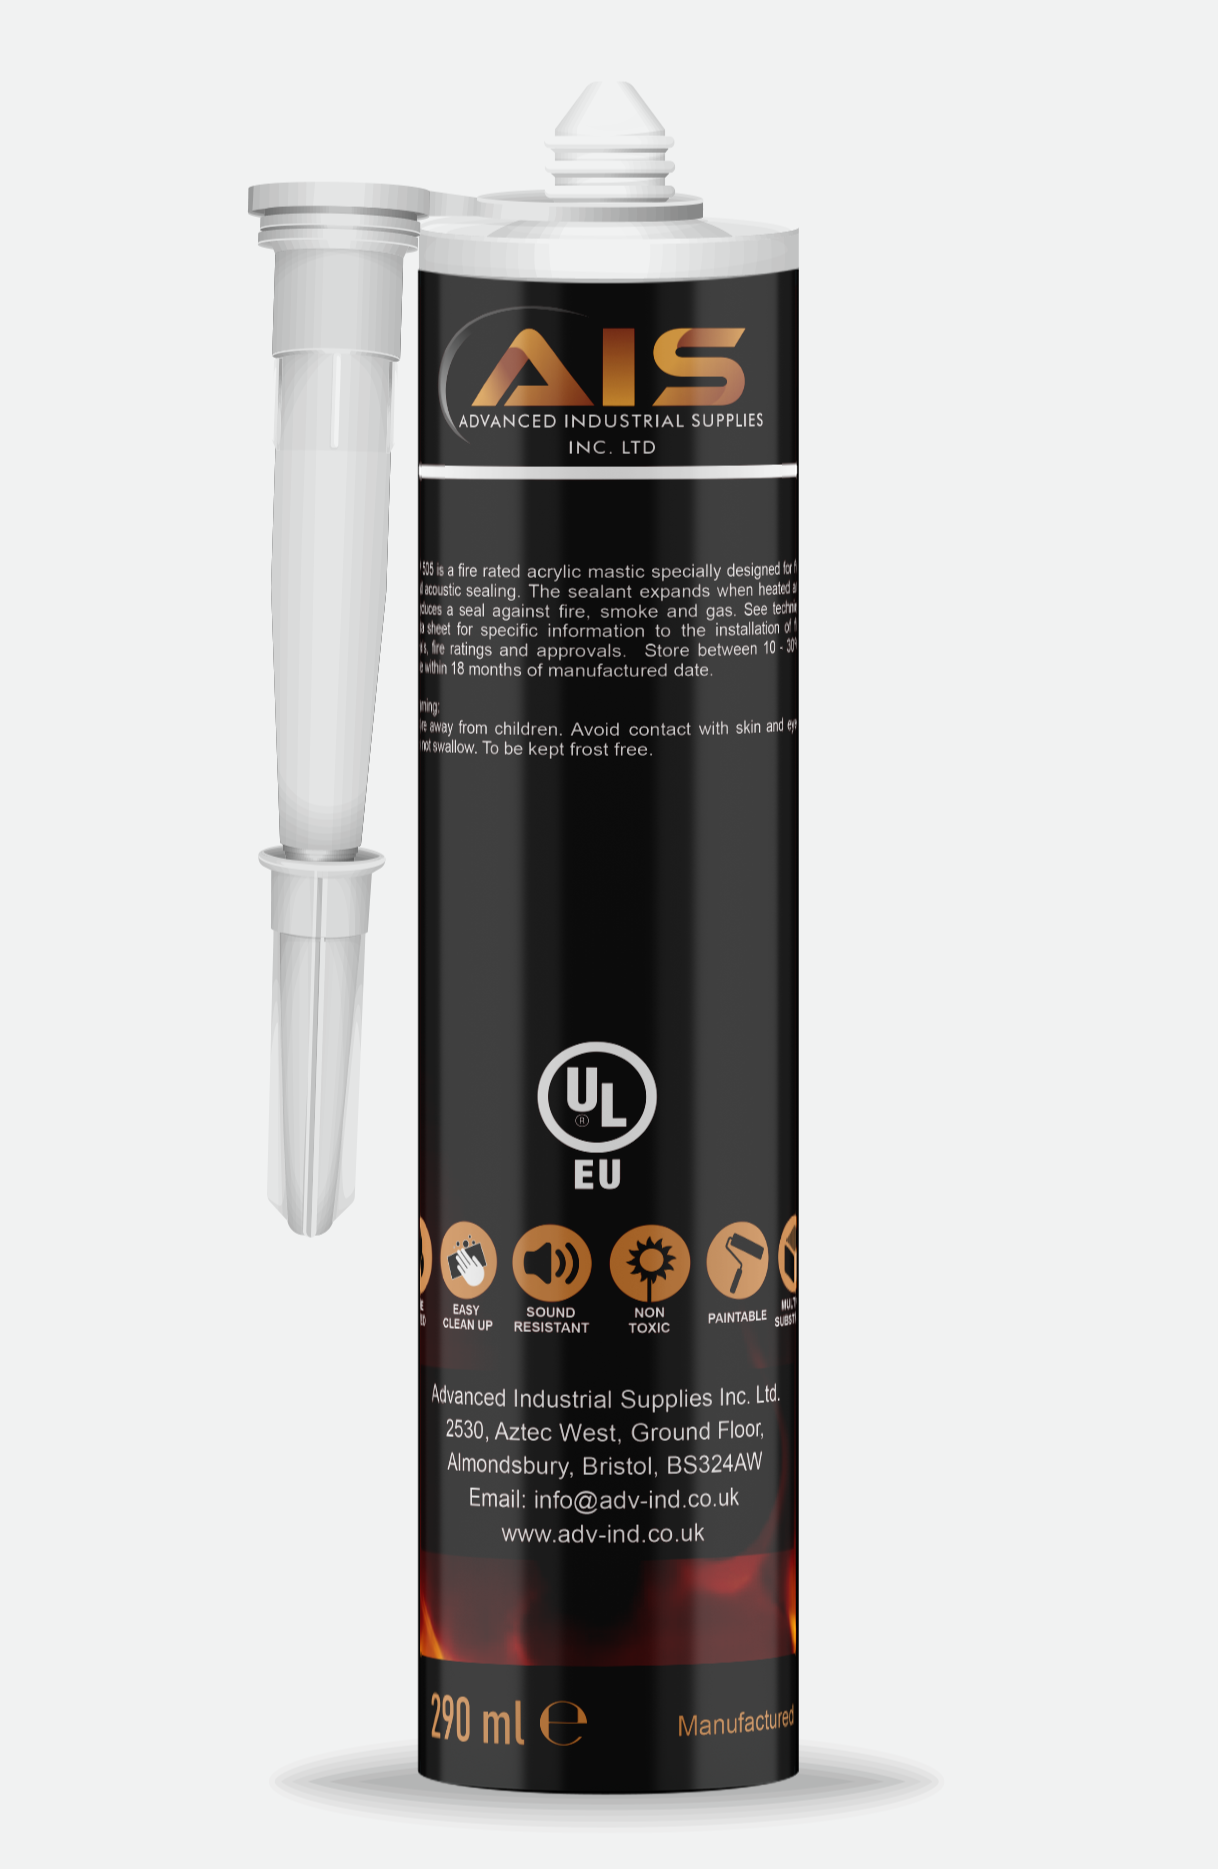 AIS
ADVANCED INDUSTRIAL SUPPLIES
INC. LTD
505 is a fire rated acrylic mastic specially designed for
acoustic sealing. The sealant expands when heated
a seal against fire, smoke and gas. See
sheet for specific information to the installation of
fire ratings and approvals. Store between 10 - 30°
within 18 months of manufactured date.
away from children. Avoid contact with skin and
not swallow. To be kept frost free.
UL
®
EU
EASY
CLEAN UP
SOUND
RESISTANT
NON
TOXIC
PAINTABLE
Advanced Industrial Supplies Inc. Ltd.
2530, Aztec West, Ground Floor,
Almondsbury, Bristol, BS324AW
Email: info@adv-ind.co.uk
www.adv-ind.co.uk
290 ml ℮
Manufactured